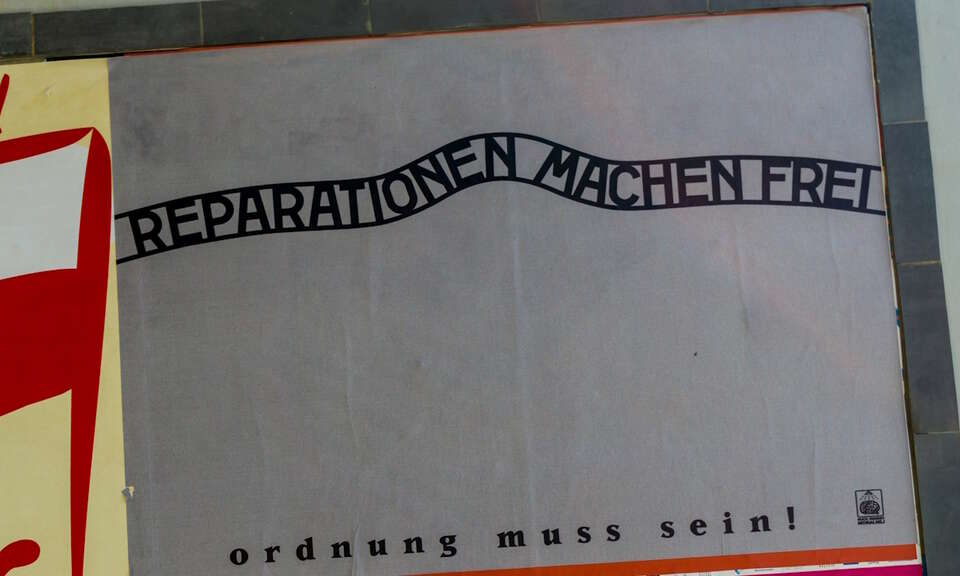 REPARATIONEN MACHEN FREI
ordnung muss sein!